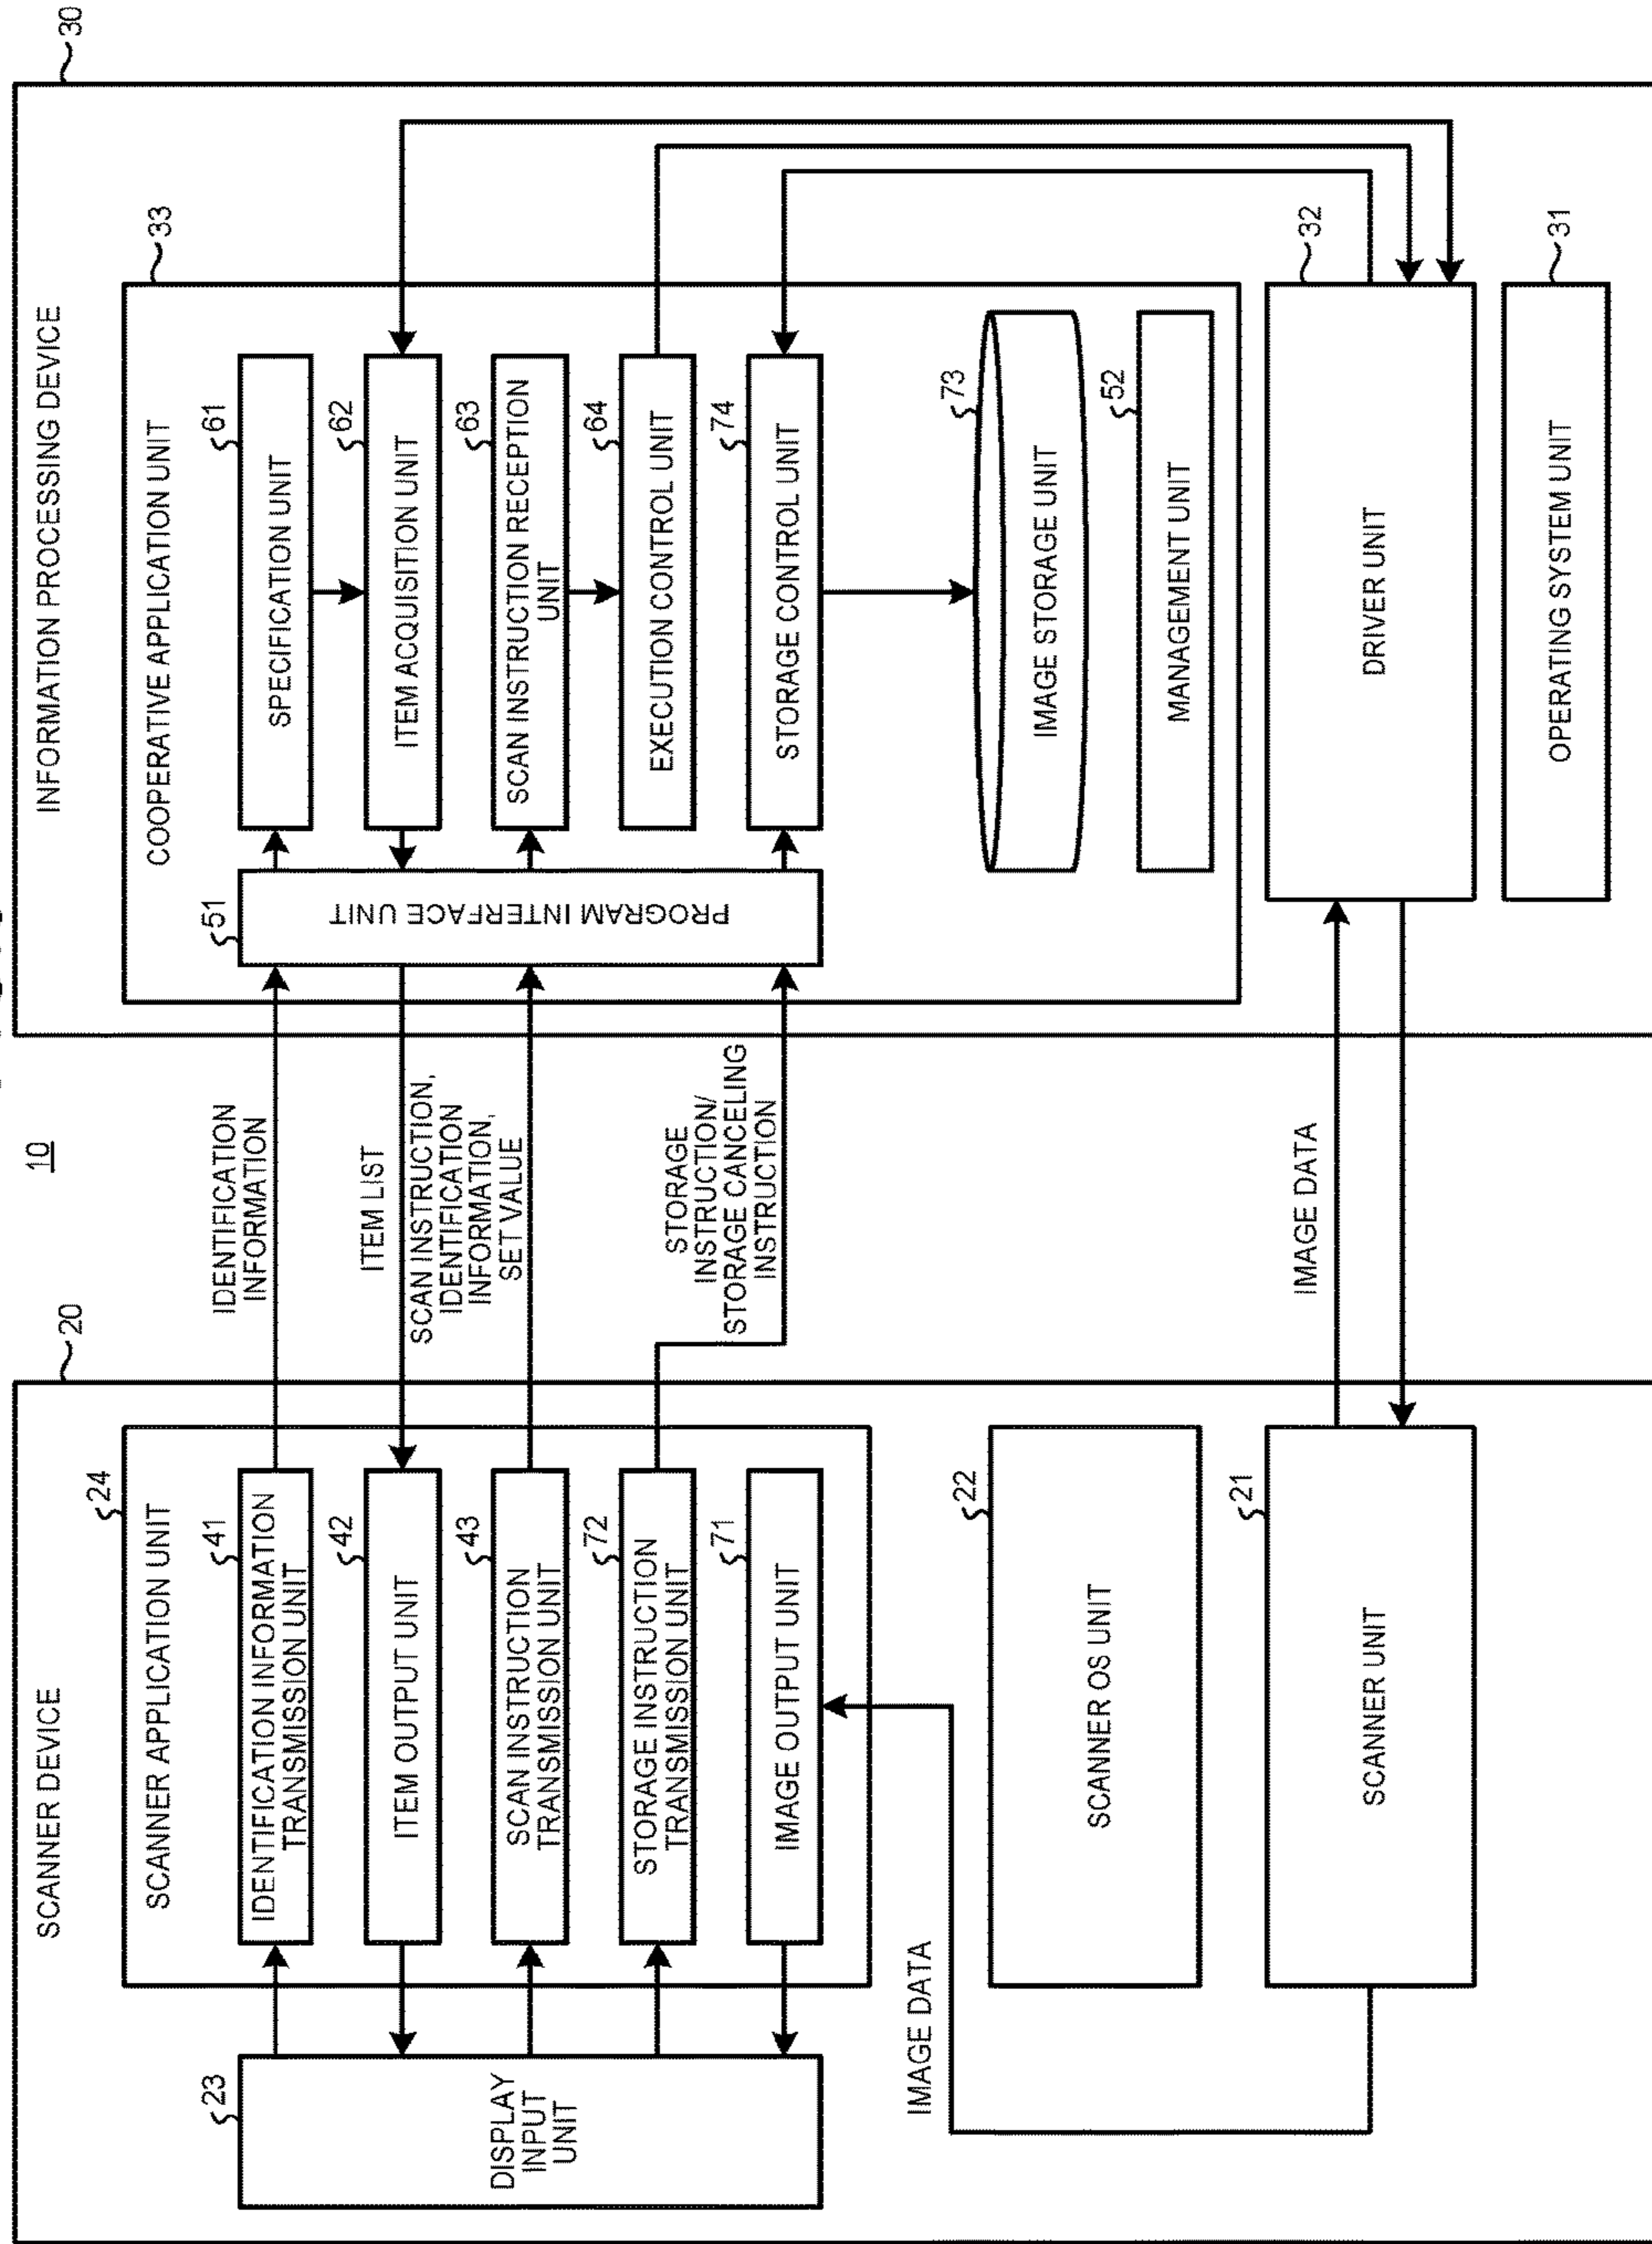 10
SCANNER DEVICE
20
SCANNER APPLICATION UNIT
24
23
DISPLAY
INPUT
UNIT
41
IDENTIFICATION INFORMATION
TRANSMISSION UNIT
42
ITEM OUTPUT UNIT
43
SCAN INSTRUCTION
TRANSMISSION UNIT
72
STORAGE INSTRUCTION
TRANSMISSION UNIT
71
IMAGE OUTPUT UNIT
IMAGE DATA
22
SCANNER OS UNIT
21
SCANNER UNIT
IDENTIFICATION
INFORMATION
ITEM LIST
SCAN INSTRUCTION,
IDENTIFICATION
INFORMATION,
SET VALUE
STORAGE
INSTRUCTION/
STORAGE CANCELING
INSTRUCTION
IMAGE DATA
INFORMATION PROCESSING DEVICE
30
COOPERATIVE APPLICATION UNIT
33
51
PROGRAM INTERFACE UNIT
61
SPECIFICATION UNIT
62
ITEM ACQUISITION UNIT
63
SCAN INSTRUCTION RECEPTION
UNIT
64
EXECUTION CONTROL UNIT
74
STORAGE CONTROL UNIT
73
IMAGE STORAGE UNIT
52
MANAGEMENT UNIT
32
DRIVER UNIT
31
OPERATING SYSTEM UNIT